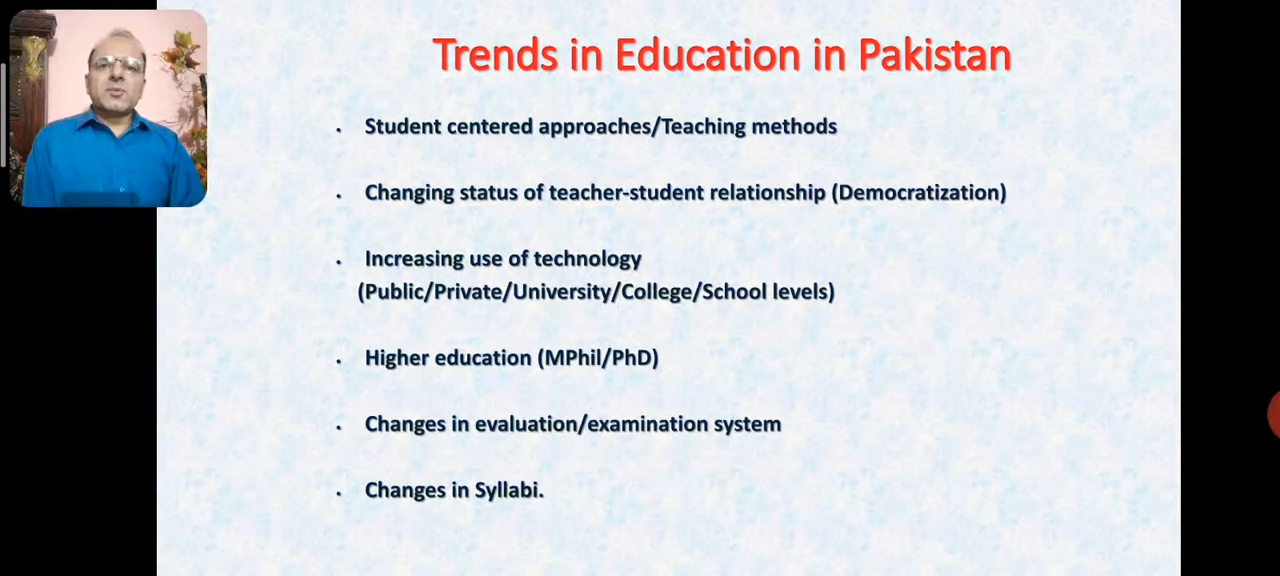 Trends in Education in Pakistan
. Student centered approaches/Teaching methods
. Changing status of teacher-student relationship (Democratization)
. Increasing use of technology
(Public/Private/University/College/School levels)
. Higher education (MPhil/PhD)
. Changes in evaluation/examination system
. Changes in Syllabi.